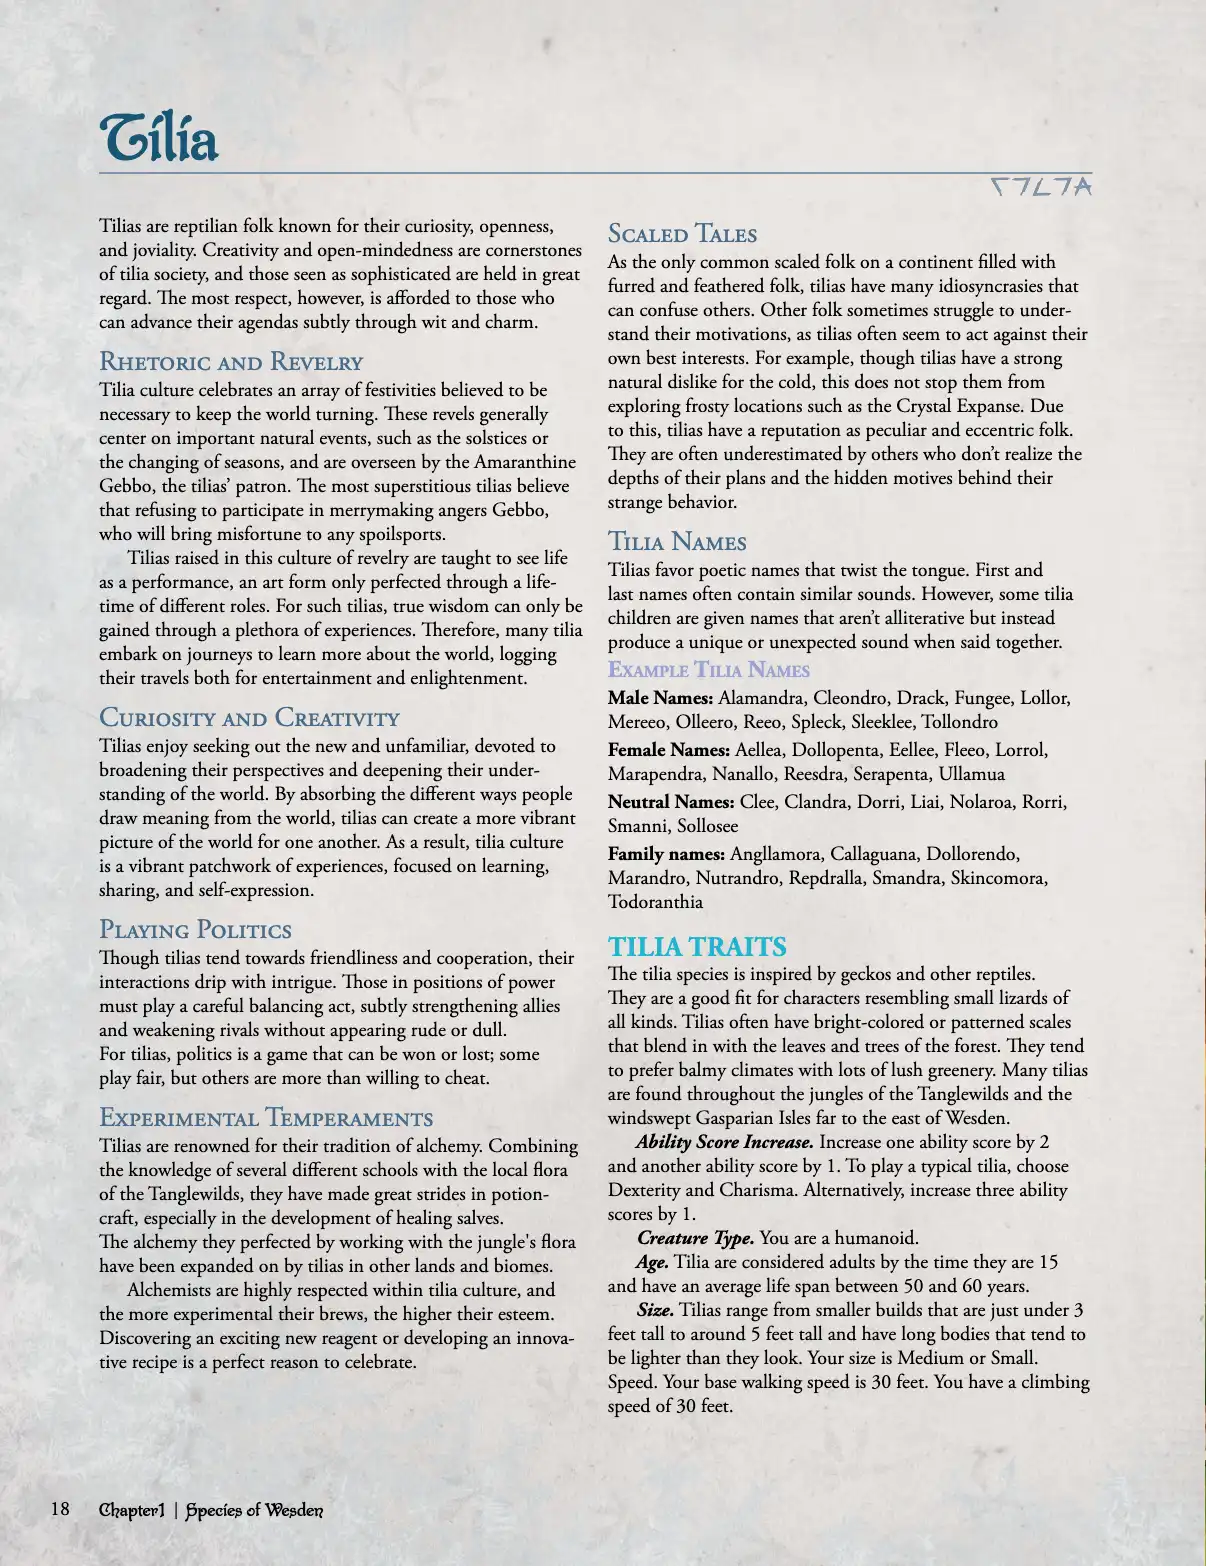 Tilia
Tilias are reptilian folk known for their curiosity, openness,
and joviality. Creativity and open-mindedness are cornerstones
of tilia society, and those seen as sophisticated are held in great
regard. The most respect, however, is afforded to those who
can advance their agendas subtly through wit and charm.
Rhetoric and Revelry
Tilia culture celebrates an array of festivities believed to be
necessary to keep the world turning. These revels generally
center on important natural events, such as the solstices or
the changing of seasons, and are overseen by the Amaranthine
Gebbo, the tilias’ patron. The most superstitious tilias believe
that refusing to participate in merrymaking angers Gebbo,
who will bring misfortune to any spoilsports.
Tilias raised in this culture of revelry are taught to see life
as a performance, an art form only perfected through a life-
time of different roles. For such tilias, true wisdom can only be
gained through a plethora of experiences. Therefore, many tilia
embark on journeys to learn more about the world, logging
their travels both for entertainment and enlightenment.
Curiosity and Creativity
Tilias enjoy seeking out the new and unfamiliar, devoted to
broadening their perspectives and deepening their under-
standing of the world. By absorbing the different ways people
draw meaning from the world, tilias can create a more vibrant
picture of the world for one another. As a result, tilia culture
is a vibrant patchwork of experiences, focused on learning,
sharing, and self-expression.
Playing Politics
Though tilias tend towards friendliness and cooperation, their
interactions drip with intrigue. Those in positions of power
must play a careful balancing act, subtly strengthening allies
and weakening rivals without appearing rude or dull.
For tilias, politics is a game that can be won or lost; some
play fair, but others are more than willing to cheat.
Experimental Temperaments
Tilias are renowned for their tradition of alchemy. Combining
the knowledge of several different schools with the local flora
of the Tanglewilds, they have made great strides in potion-
craft, especially in the development of healing salves.
The alchemy they perfected by working with the jungle's flora
have been expanded on by tilias in other lands and biomes.
Alchemists are highly respected within tilia culture, and
the more experimental their brews, the higher their esteem.
Discovering an exciting new reagent or developing an innova-
tive recipe is a perfect reason to celebrate.
Scaled Tales
As the only common scaled folk on a continent filled with
furred and feathered folk, tilias have many idiosyncrasies that
can confuse others. Other folk sometimes struggle to under-
stand their motivations, as tilias often seem to act against their
own best interests. For example, though tilias have a strong
natural dislike for the cold, this does not stop them from
exploring frosty locations such as the Crystal Expanse. Due
to this, tilias have a reputation as peculiar and eccentric folk.
They are often underestimated by others who don’t realize the
depths of their plans and the hidden motives behind their
strange behavior.
Tilia Names
Tilias favor poetic names that twist the tongue. First and
last names often contain similar sounds. However, some tilia
children are given names that aren’t alliterative but instead
produce a unique or unexpected sound when said together.
Example Tilia Names
Male Names: Alamandra, Cleondro, Drack, Fungee, Lollor,
Mereeo, Olleero, Reeo, Spleck, Sleeklee, Tollondro
Female Names: Aellea, Dollopenta, Eellee, Fleeo, Lorrol,
Marapendra, Nanallo, Reesdra, Serapenta, Ullamua
Neutral Names: Clee, Clandra, Dorri, Liai, Nolaroa, Rorri,
Smanni, Sollosee
Family names: Angllamora, Callaguana, Dollorendo,
Marandro, Nutrandro, Repdralla, Smandra, Skincomora,
Todoranthia
TILIA TRAITS
The tilia species is inspired by geckos and other reptiles.
They are a good fit for characters resembling small lizards of
all kinds. Tilias often have bright-colored or patterned scales
that blend in with the leaves and trees of the forest. They tend
to prefer balmy climates with lots of lush greenery. Many tilias
are found throughout the jungles of the Tanglewilds and the
windswept Gasparian Isles far to the east of Wesden.
Ability Score Increase. Increase one ability score by 2
and another ability score by 1. To play a typical tilia, choose
Dexterity and Charisma. Alternatively, increase three ability
scores by 1.
Creature Type. You are a humanoid.
Age. Tilia are considered adults by the time they are 15
and have an average life span between 50 and 60 years.
Size. Tilias range from smaller builds that are just under 3
feet tall to around 5 feet tall and have long bodies that tend to
be lighter than they look. Your size is Medium or Small.
Speed. Your base walking speed is 30 feet. You have a climbing
speed of 30 feet.
18 Chapter1 | Species of Wesden